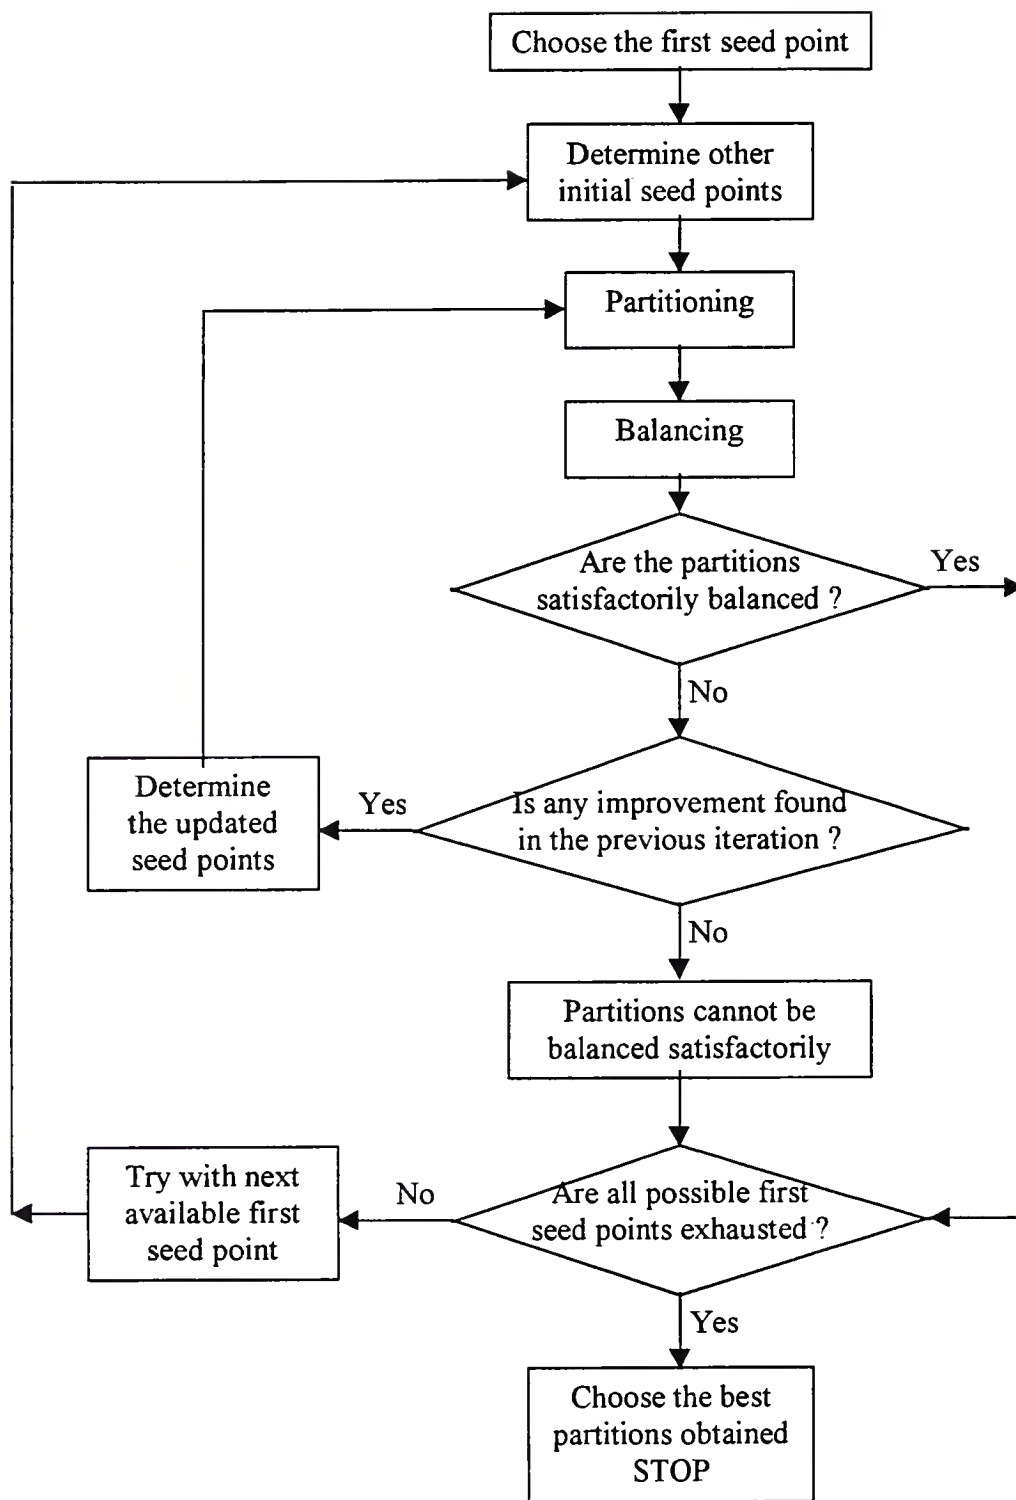 Choose the first seed point
Determine other
initial seed points
Partitioning
Balancing
Are the partitions
satisfactorily balanced ?
Yes
No
Is any improvement found
in the previous iteration ?
Yes
Determine
the updated
seed points
No
Partitions cannot be
balanced satisfactorily
Are all possible first
seed points exhausted ?
No
Try with next
available first
seed point
Yes
Choose the best
partitions obtained
STOP